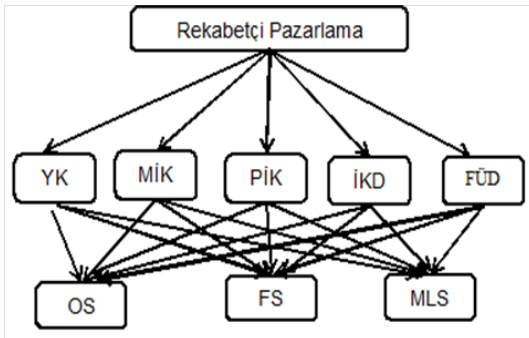 Rekabetçi Pazarlama
YK
MİK
PİK
İKD
FÜD
OS
FS
MLS